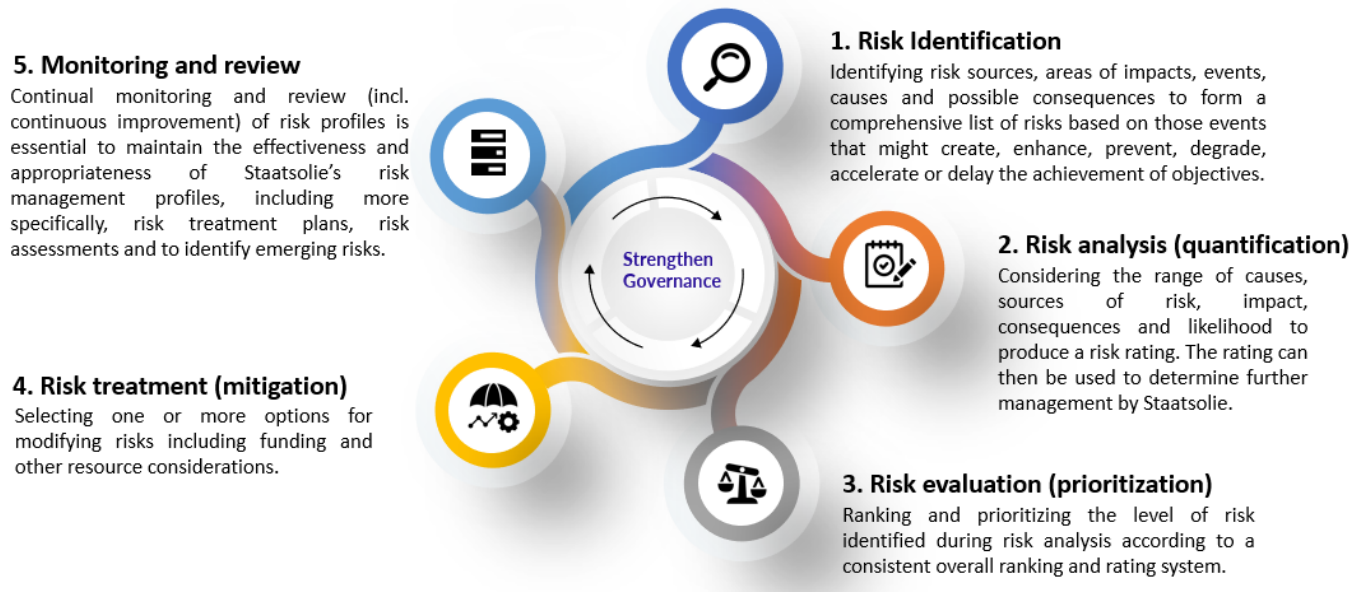 1. Risk Identification
Identifying risk sources, areas of impacts, events,
causes and possible consequences to form a
comprehensive list of risks based on those events
that might create, enhance, prevent, degrade,
accelerate or delay the achievement of objectives.
2. Risk analysis (quantification)
Considering the range of causes,
sources of risk, impact,
consequences and likelihood to
produce a risk rating. The rating can
then be used to determine further
management by Staatsolie.
3. Risk evaluation (prioritization)
Ranking and prioritizing the level of risk
identified during risk analysis according to a
consistent overall ranking and rating system.
4. Risk treatment (mitigation)
Selecting one or more options for
modifying risks including funding and
other resource considerations.
5. Monitoring and review
Continual monitoring and review (incl.
continuous improvement) of risk profiles is
essential to maintain the effectiveness and
appropriateness of Staatsolie’s risk
management profiles, including more
specifically, risk treatment plans, risk
assessments and to identify emerging risks.
Strengthen
Governance